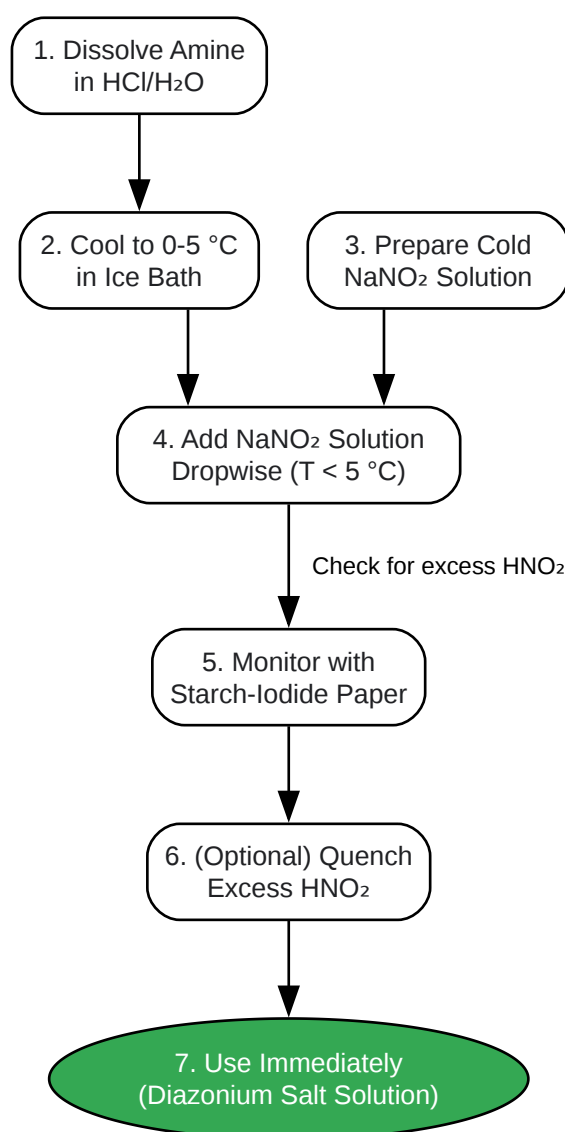 1. Dissolve Amine
in HCl/H₂O
2. Cool to 0-5 °C
in Ice Bath
3. Prepare Cold
NaNO₂ Solution
4. Add NaNO₂ Solution
Dropwise (T < 5 °C)
Check for excess HNO₂
5. Monitor with
Starch-Iodide Paper
6. (Optional) Quench
Excess HNO₂
7. Use Immediately
(Diazonium Salt Solution)